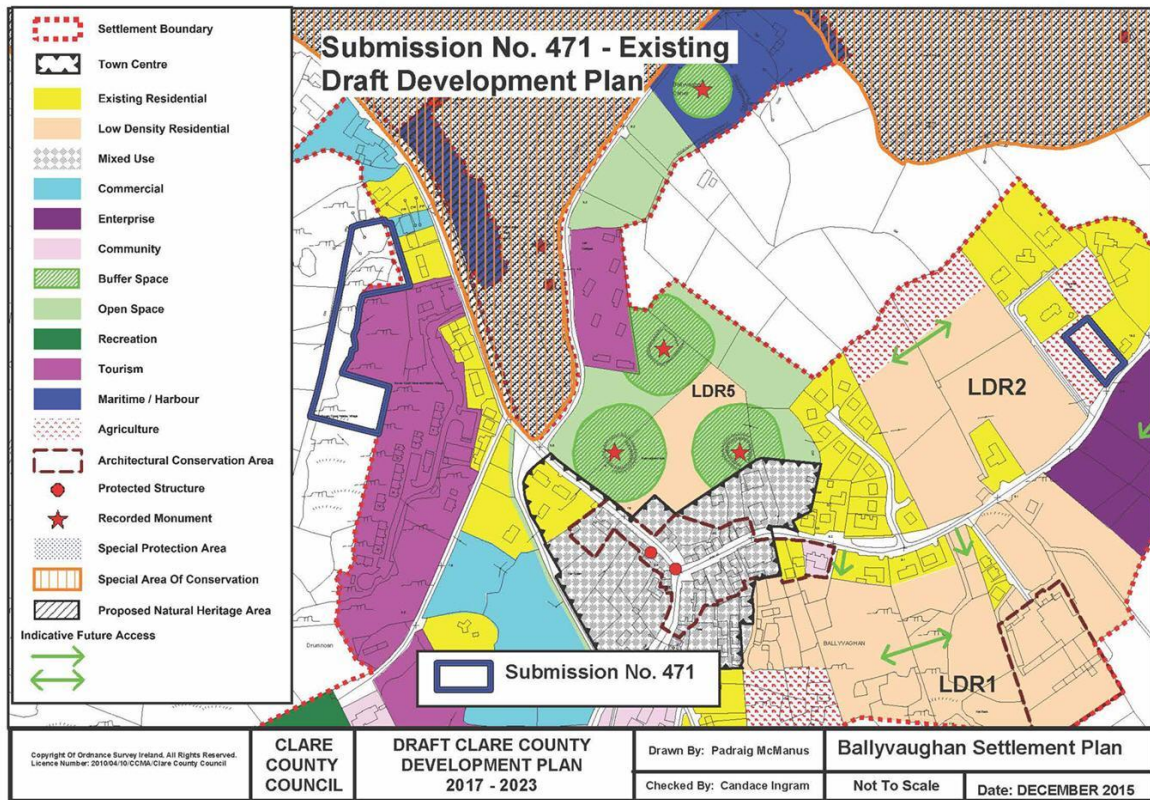 Submission No. 471 - Existing
Draft Development Plan
Settlement Boundary
Town Centre
Existing Residential
Low Density Residential
Mixed Use
Commercial
Enterprise
Community
Buffer Space
Open Space
Recreation
Tourism
Maritime / Harbour
Agriculture
Architectural Conservation Area
Protected Structure
Recorded Monument
Special Protection Area
Special Area Of Conservation
Proposed Natural Heritage Area
Indicative Future Access
LDR5
LDR2
LDR1
BALLYVAUGHAN
Drumnoan
Submission No. 471
Copyright Of Ordnance Survey Ireland. All Rights Reserved.
Licence Number: 2010/04/10/CCMA/Clare County Council
CLARE
COUNTY
COUNCIL
DRAFT CLARE COUNTY
DEVELOPMENT PLAN
2017 - 2023
Drawn By: Padraig McManus
Checked By: Candace Ingram
Ballyvaughan Settlement Plan
Not To Scale
Date: DECEMBER 2015